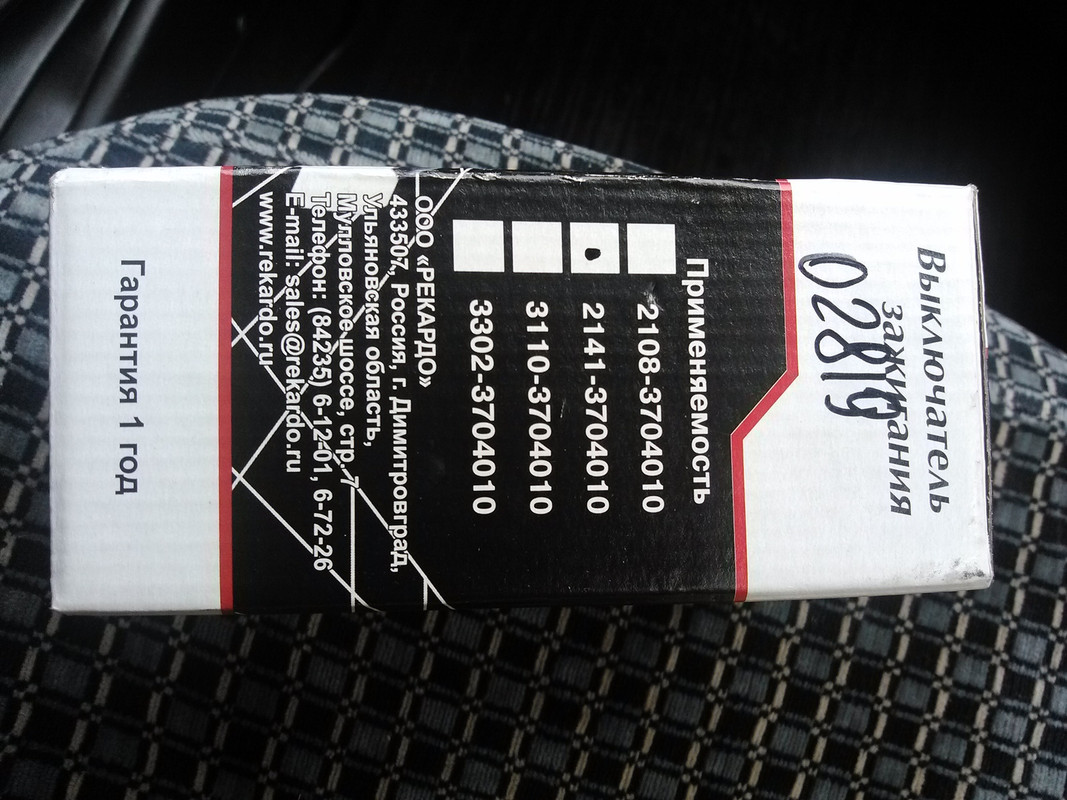 Выключатель
зажигания
02819
Применяемость
2108-3704010
2141-3704010
3110-3704010
3302-3704010
ООО «РЕКАРДО»
433507, Россия, г. Димитровград,
Ульяновская область,
Мулловское шоссе, стр. 7
Телефон: (84235) 6-12-01, 6-72-26
E-mail: sales@rekardo.ru
www.rekardo.ru
Гарантия 1 год